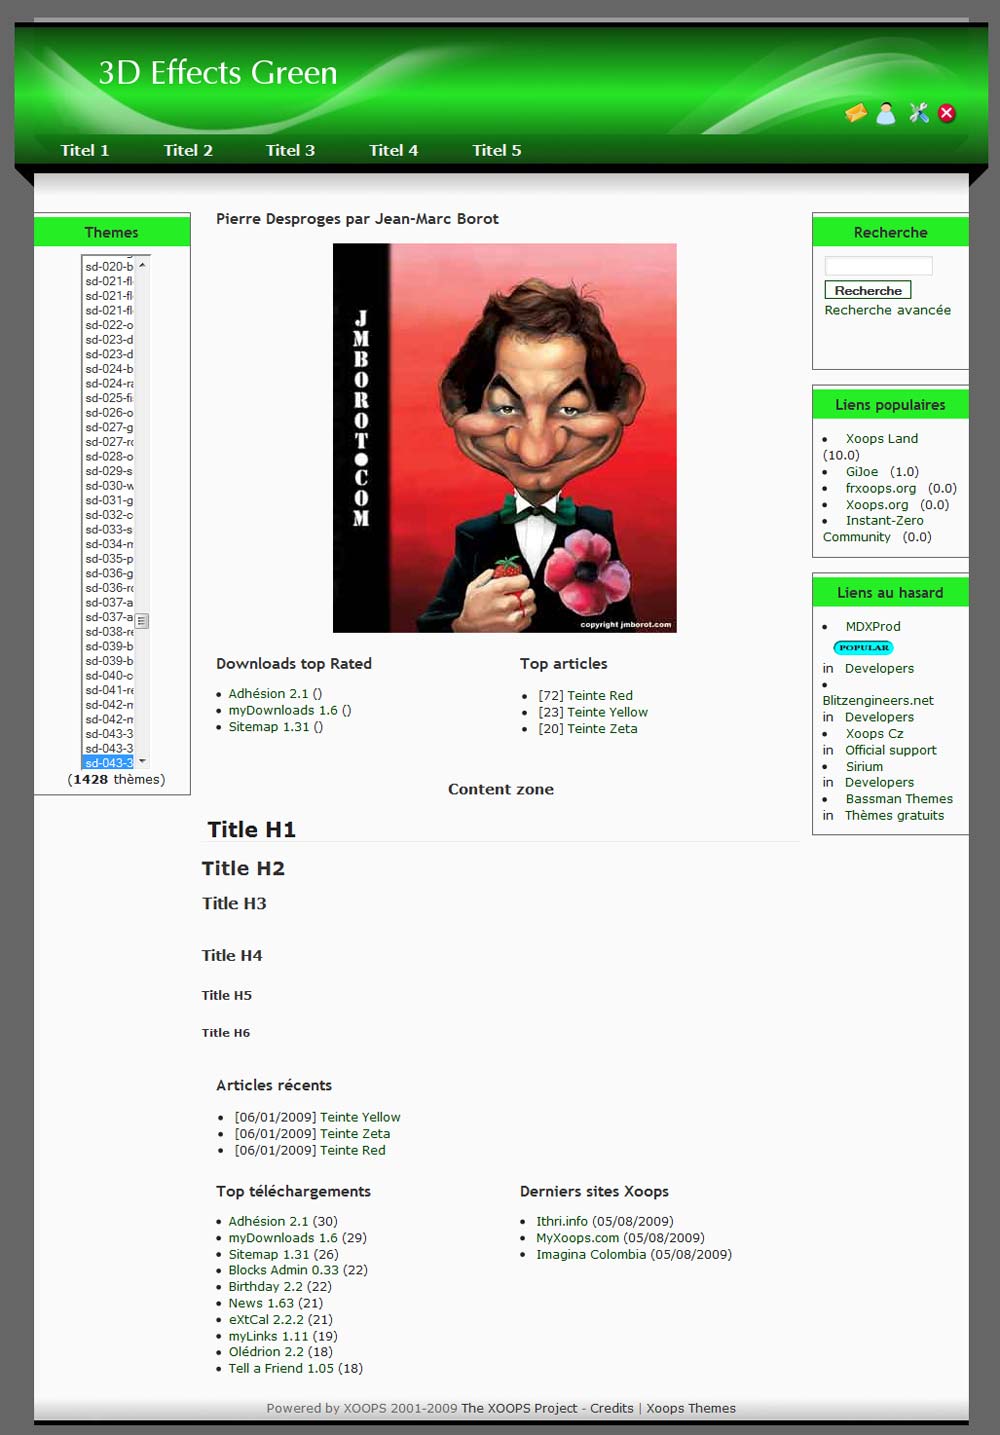 3D Effects Green
Titel 1
Titel 2
Titel 3
Titel 4
Titel 5
Themes
sd-020-b
sd-021-fl
sd-021-fl
sd-021-fl
sd-022-o
sd-023-d
sd-023-d
sd-024-b
sd-024-ra
sd-025-fi
sd-026-o
sd-027-g
sd-027-ro
sd-028-o
sd-029-s
sd-030-w
sd-031-g
sd-032-c
sd-033-s
sd-034-m
sd-035-p
sd-036-g
sd-036-ro
sd-037-a
sd-037-a
sd-038-re
sd-039-b
sd-039-b
sd-040-c
sd-041-re
sd-042-m
sd-042-m
sd-043-3
sd-043-3
sd-043-3
(1428 thèmes)
Pierre Desproges par Jean-Marc Borot
JMBOROT●COM
copyright jmborot.com
Downloads top Rated
Adhésion 2.1 ()
myDownloads 1.6 ()
Sitemap 1.31 ()
Top articles
[72] Teinte Red
[23] Teinte Yellow
[20] Teinte Zeta
Content zone
Title H1
Title H2
Title H3
Title H4
Title H5
Title H6
Articles récents
[06/01/2009] Teinte Yellow
[06/01/2009] Teinte Zeta
[06/01/2009] Teinte Red
Top téléchargements
Adhésion 2.1 (30)
myDownloads 1.6 (29)
Sitemap 1.31 (26)
Blocks Admin 0.33 (22)
Birthday 2.2 (22)
News 1.63 (21)
eXtCal 2.2.2 (21)
myLinks 1.11 (19)
Olédrion 2.2 (18)
Tell a Friend 1.05 (18)
Derniers sites Xoops
Ithri.info (05/08/2009)
MyXoops.com (05/08/2009)
Imagina Colombia (05/08/2009)
Recherche
Recherche
Recherche avancée
Liens populaires
Xoops Land
(10.0)
GiJoe (1.0)
frxoops.org (0.0)
Xoops.org (0.0)
Instant-Zero
Community (0.0)
Liens au hasard
MDXProd
POPULAR
in Developers
Blitzengineers.net
in Developers
Xoops Cz
in Official support
Sirium
in Developers
Bassman Themes
in Thèmes gratuits
Powered by XOOPS 2001-2009 The XOOPS Project - Credits | Xoops Themes